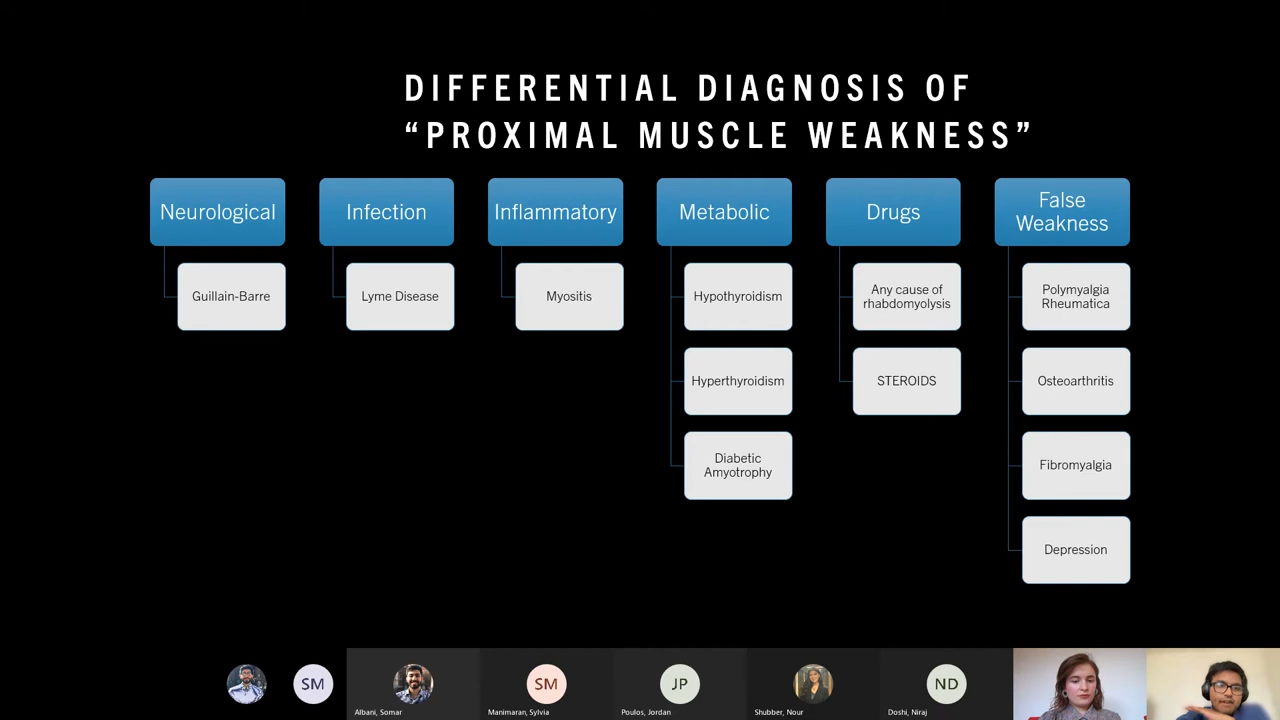 DIFFERENTIAL DIAGNOSIS OF
“PROXIMAL MUSCLE WEAKNESS”
Neurological
Guillain-Barre
Infection
Lyme Disease
Inflammatory
Myositis
Metabolic
Hypothyroidism
Hyperthyroidism
Diabetic
Amyotrophy
Drugs
Any cause of
rhabdomyolysis
STEROIDS
False
Weakness
Polymyalgia
Rheumatica
Osteoarthritis
Fibromyalgia
Depression
SM
Albani, Somar
SM
Manimaran, Sylvia
JP
Poulos, Jordan
Shubber, Nour
ND
Doshi, Niraj